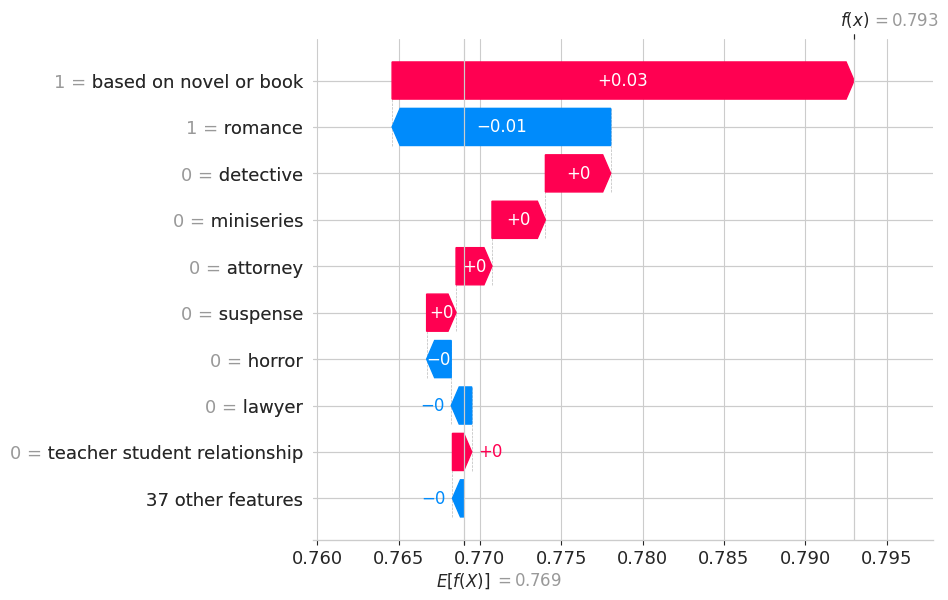 f(x) = 0.793
1 = based on novel or book
+0.03
1 = romance
−0.01
0 = detective
+0
0 = miniseries
+0
0 = attorney
+0
0 = suspense
+0
0 = horror
−0
0 = lawyer
−0
0 = teacher student relationship
+0
37 other features
−0
0.760 0.765 0.770 0.775 0.780 0.785 0.790 0.795
E[f(X)] = 0.769